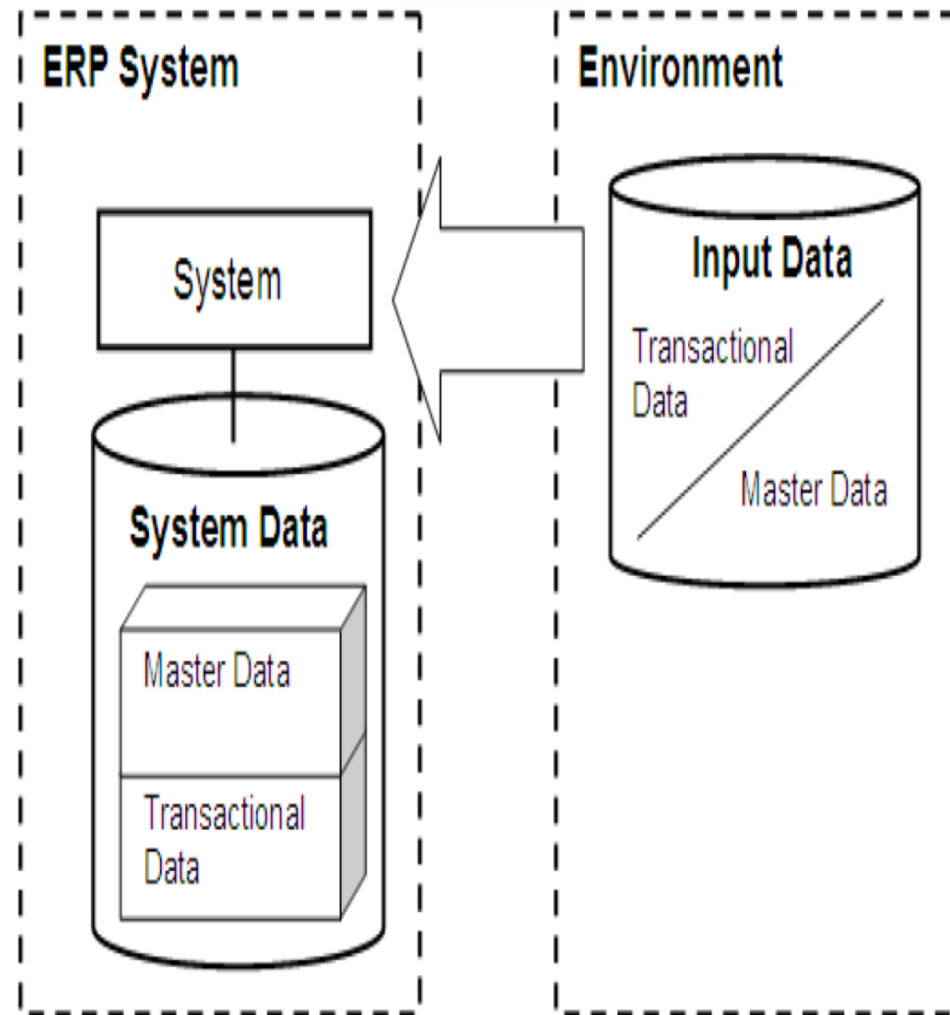 ERP System
System
System Data
Master Data
Transactional
Data
Environment
Input Data
Transactional
Data
Master Data